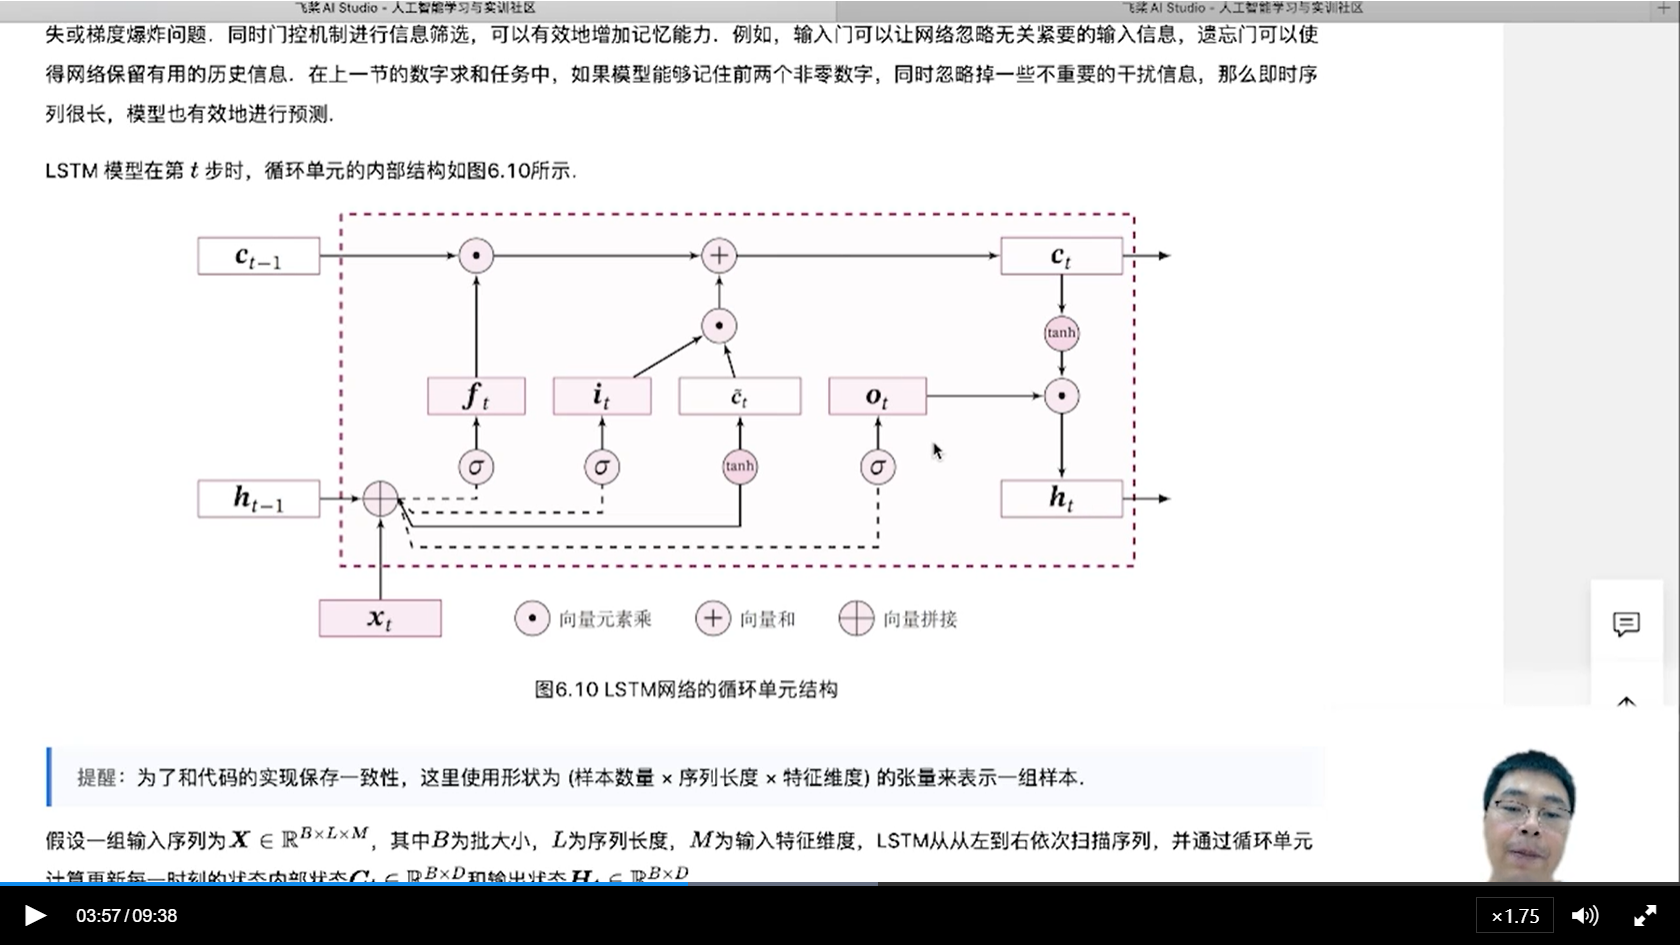 飞桨AI Studio - 人工智能学习与实训社区
飞桨AI Studio - 人工智能学习与实训社区
失或梯度爆炸问题．同时门控机制进行信息筛选，可以有效地增加记忆能力．例如，输入门可以让网络忽略无关紧要的输入信息，遗忘门可以使
得网络保留有用的历史信息．在上一节的数字求和任务中，如果模型能够记住前两个非零数字，同时忽略掉一些不重要的干扰信息，那么即时序
列很长，模型也有效地进行预测.
LSTM 模型在第 t 步时，循环单元的内部结构如图6.10所示.
c_{t-1}
c_t
tanh
f_t
i_t
c̃_t
o_t
σ
σ
tanh
σ
h_{t-1}
h_t
x_t
向量元素乘
向量和
向量拼接
图6.10 LSTM网络的循环单元结构
提醒：为了和代码的实现保存一致性，这里使用形状为 (样本数量 × 序列长度 × 特征维度) 的张量来表示一组样本.
假设一组输入序列为 X ∈ ℝ^{B×L×M}，其中B为批大小，L为序列长度，M为输入特征维度，LSTM从从左到右依次扫描序列，并通过循环单元
计算更新每一时刻的状态内部状态C_t ∈ ℝ^{B×D}和输出状态H_t ∈ ℝ^{B×D}
03:57/09:38
×1.75